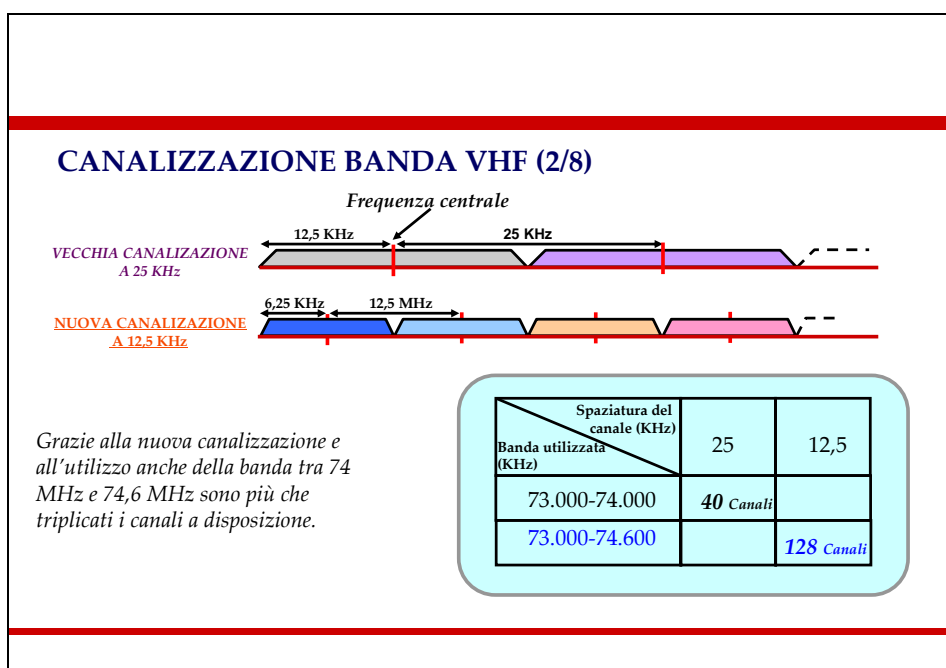 CANALIZZAZIONE BANDA VHF (2/8)
Frequenza centrale
12,5 KHz
25 KHz
VECCHIA CANALIZAZIONE
A 25 KHz
6,25 KHz
12,5 MHz
NUOVA CANALIZAZIONE
A 12,5 KHz
Grazie alla nuova canalizzazione e
all'utilizzo anche della banda tra 74
MHz e 74,6 MHz sono più che
triplicati i canali a disposizione.
Spaziatura del
canale (KHz)
Banda utilizzata
(KHz)
25
12,5
73.000-74.000
40 Canali
73.000-74.600
128 Canali